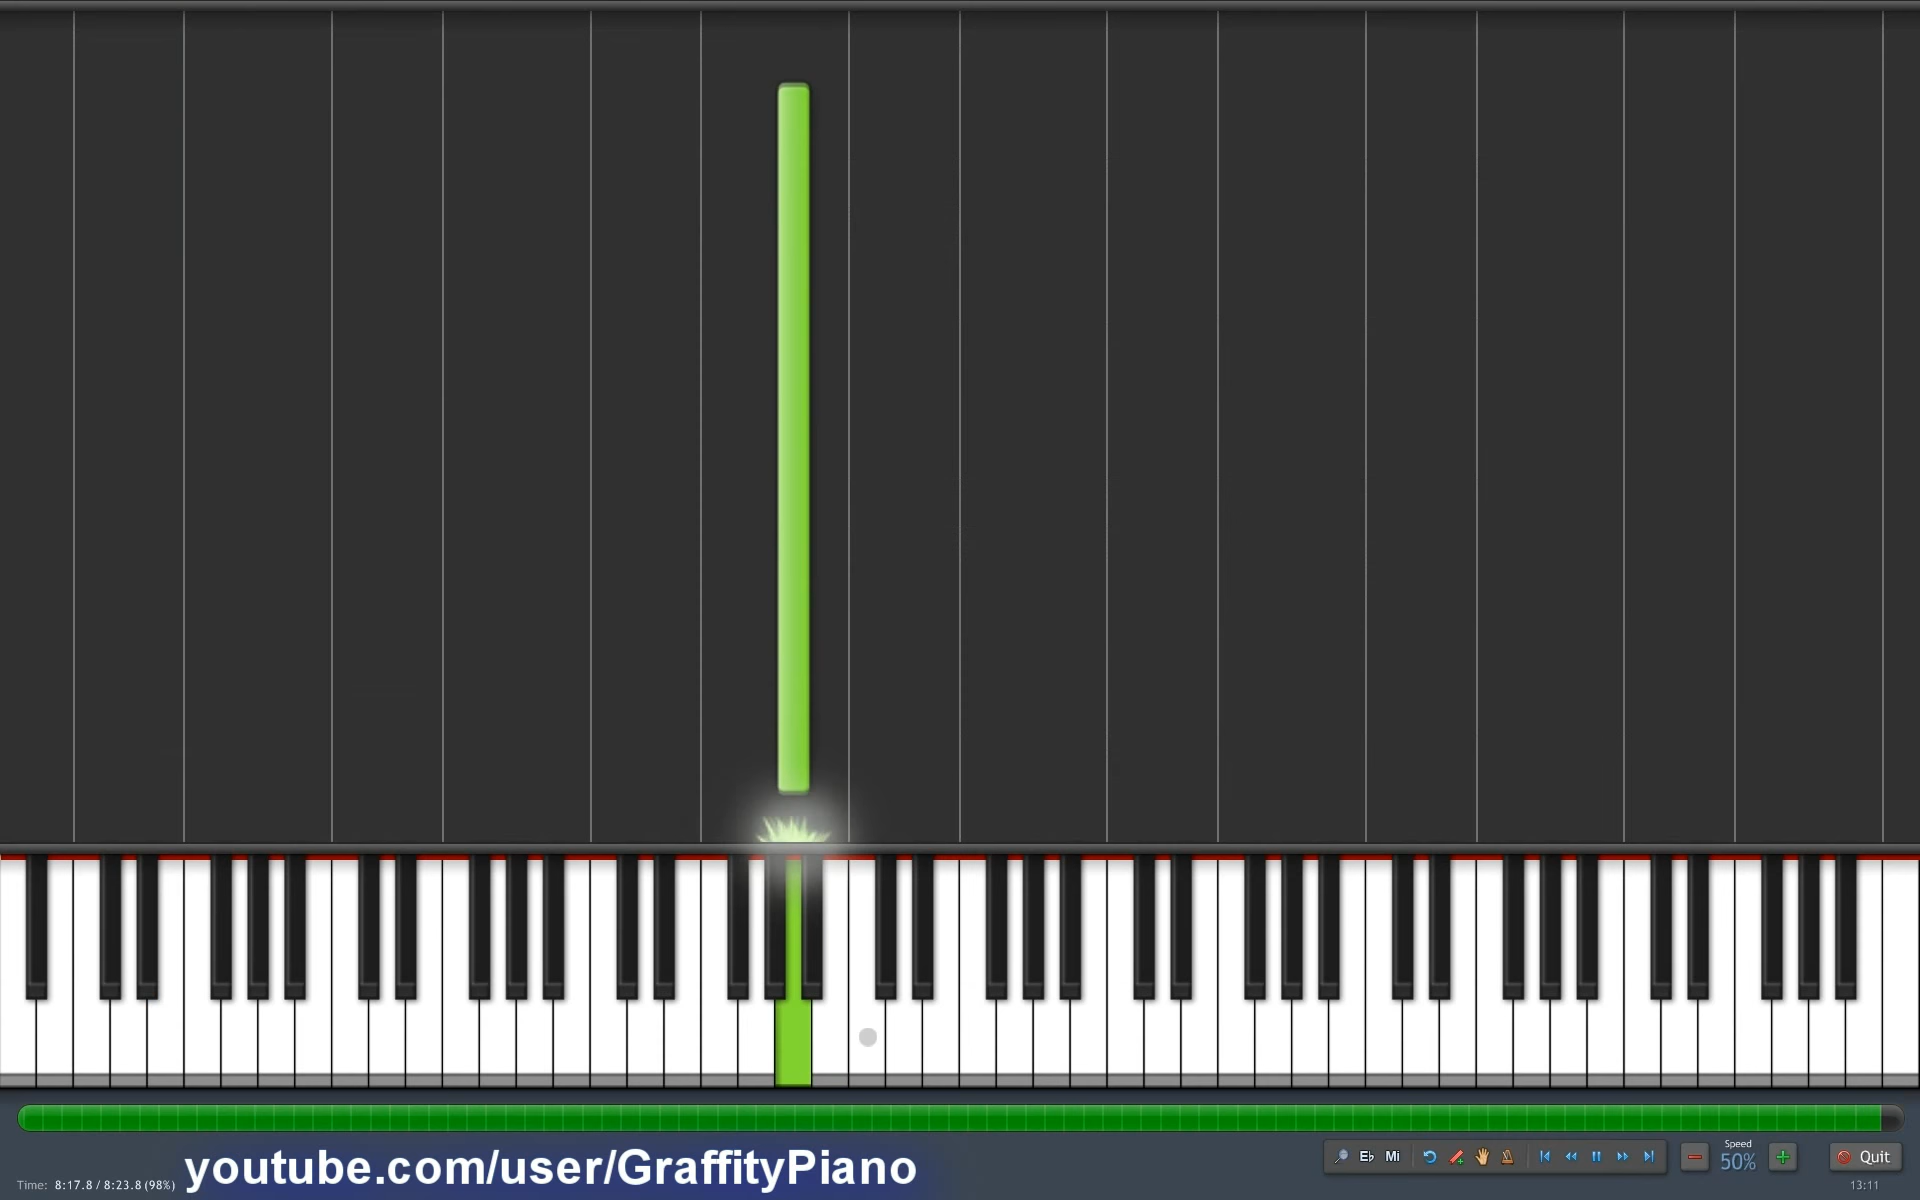 Speed
E♭ Mi 50% Quit
youtube.com/user/GraffityPiano
Time: 8:17.8 / 8:23.8 (98%)
13:11